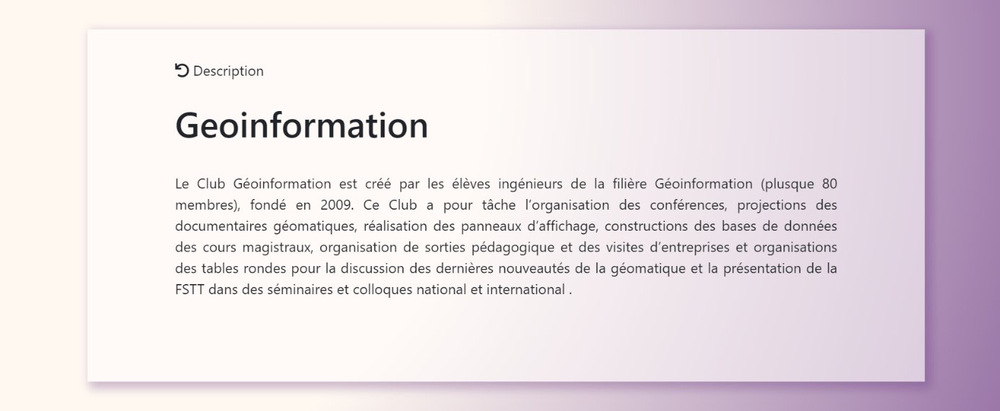 Description
Geoinformation
Le Club Géoinformation est créé par les élèves ingénieurs de la filière Géoinformation (plusque 80
membres), fondé en 2009. Ce Club a pour tâche l’organisation des conférences, projections des
documentaires géomatiques, réalisation des panneaux d’affichage, constructions des bases de données
des cours magistraux, organisation de sorties pédagogique et des visites d’entreprises et organisations
des tables rondes pour la discussion des dernières nouveautés de la géomatique et la présentation de la
FSTT dans des séminaires et colloques national et international .